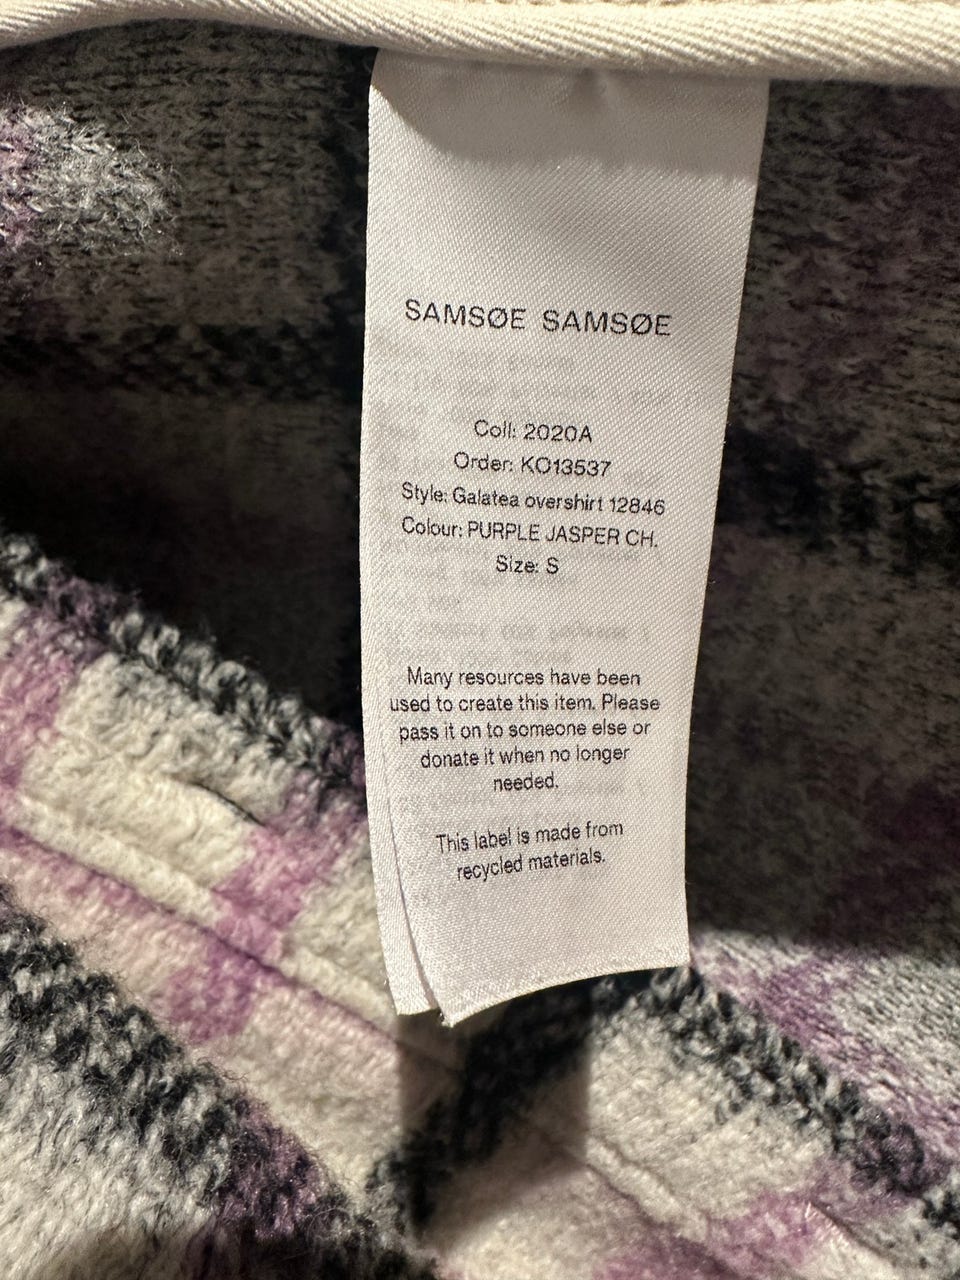 SAMSØE SAMSØE
Coll: 2020A
Order: KO13537
Style: Galatea overshirt 12846
Colour: PURPLE JASPER CH.
Size: S
Many resources have been
used to create this item. Please
pass it on to someone else or
donate it when no longer
needed.
This label is made from
recycled materials.